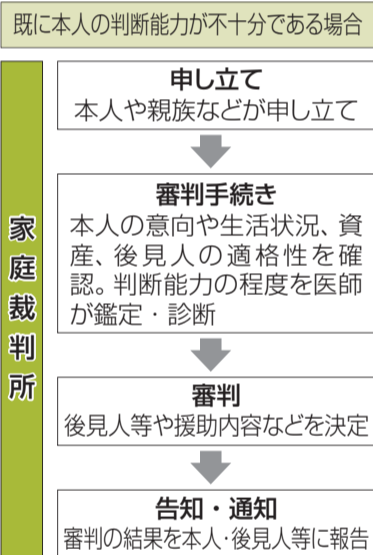 既に本人の判断能力が不十分である場合
家庭裁判所
申し立て
本人や親族などが申し立て
審判手続き
本人の意向や生活状況、資
産、後見人の適格性を確
認。判断能力の程度を医師
が鑑定・診断
審判
後見人等や援助内容などを決定
告知・通知
審判の結果を本人・後見人等に報告